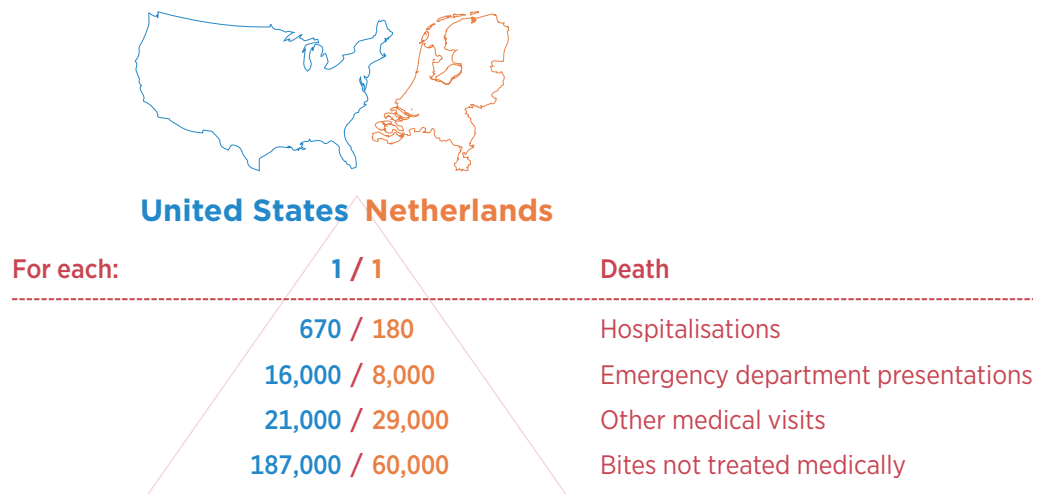 United States Netherlands
For each: 1 / 1 Death
670 / 180 Hospitalisations
16,000 / 8,000 Emergency department presentations
21,000 / 29,000 Other medical visits
187,000 / 60,000 Bites not treated medically